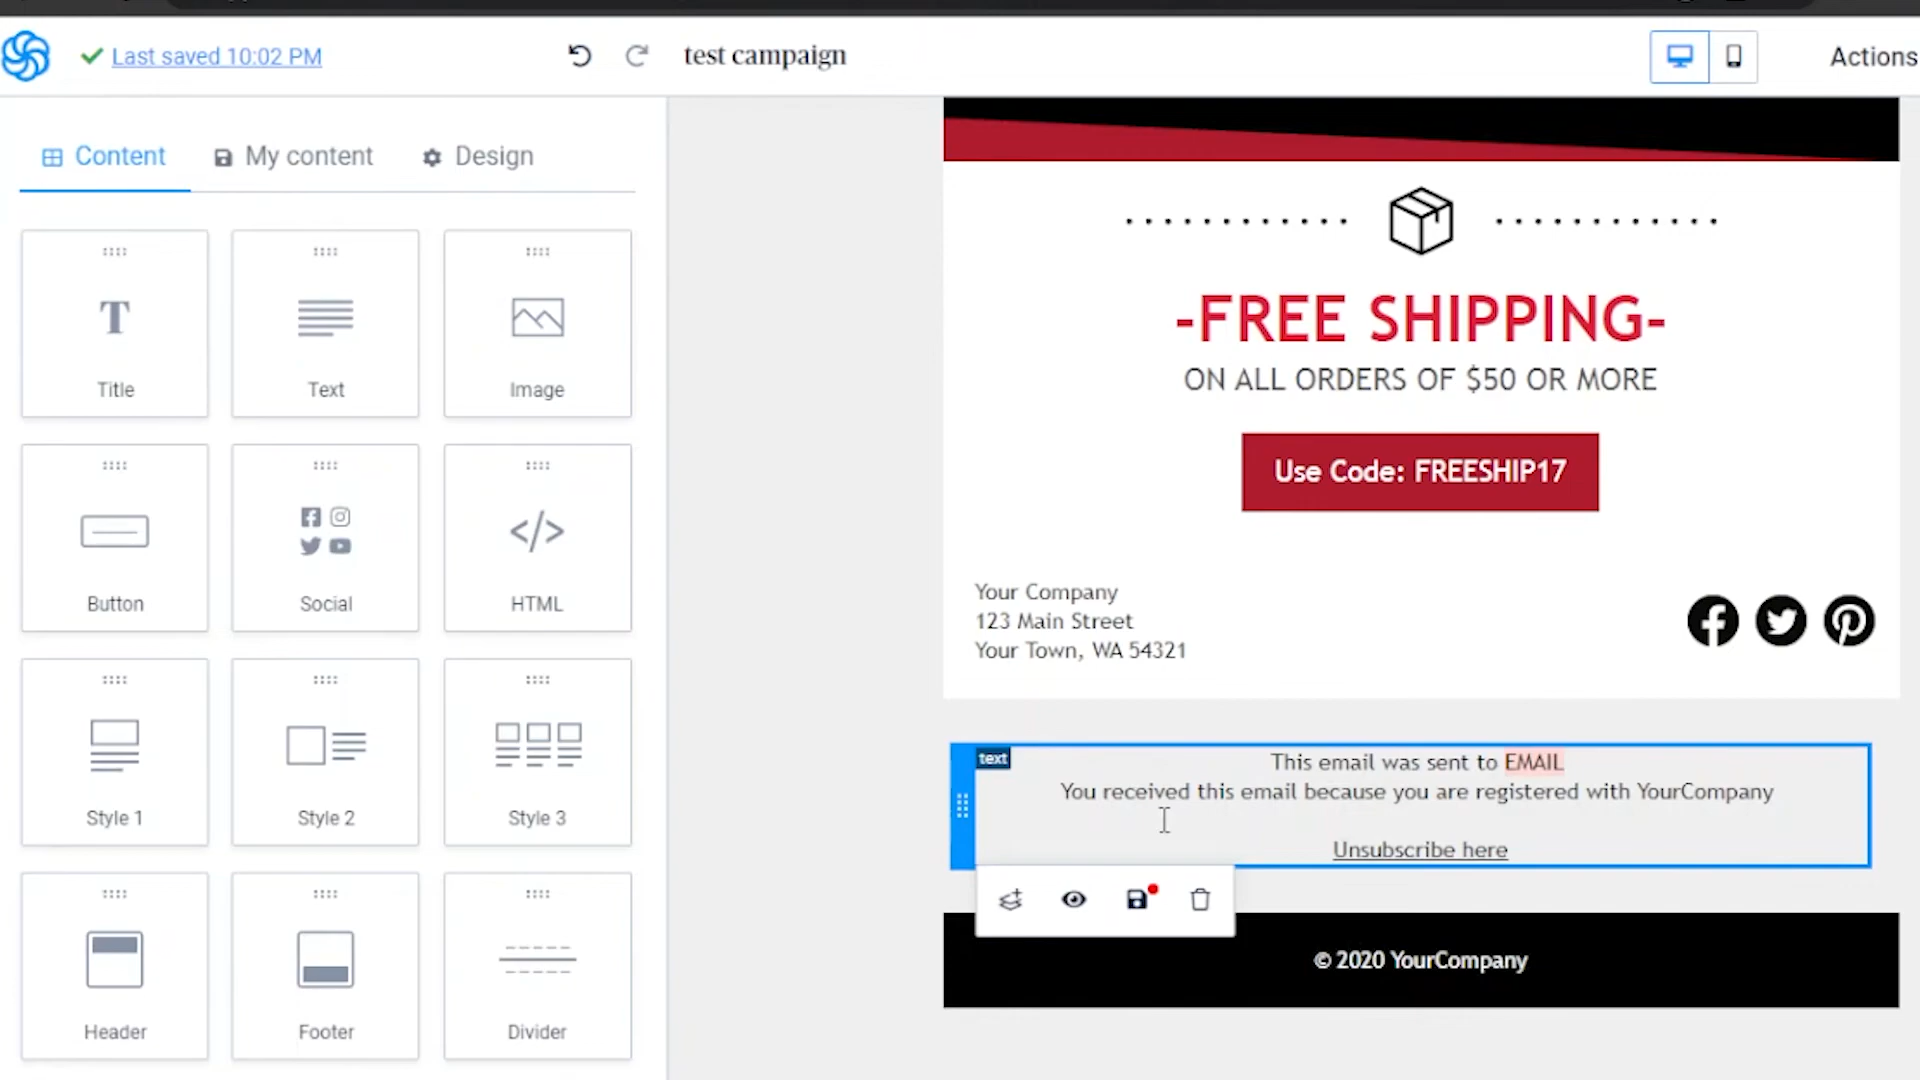 Last saved 10:02 PM
test campaign
Actions
Content
My content
Design
T
Title
Text
Image
Button
Social
</>
HTML
Style 1
Style 2
Style 3
Header
Footer
Divider
-FREE SHIPPING-
ON ALL ORDERS OF $50 OR MORE
Use Code: FREESHIP17
Your Company
123 Main Street
Your Town, WA 54321
text
This email was sent to EMAIL
You received this email because you are registered with YourCompany
Unsubscribe here
© 2020 YourCompany